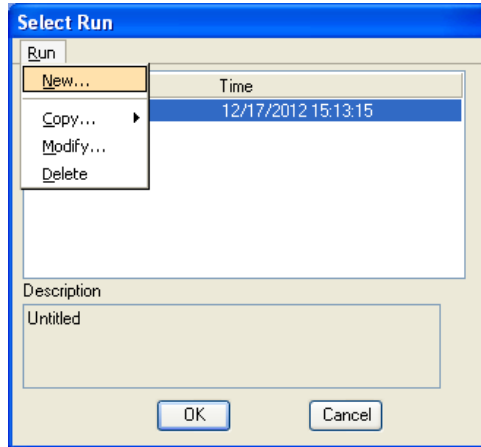 Select Run
Run
New...
Time
12/17/2012 15:13:15
Copy...
Modify...
Delete
Description
Untitled
OK Cancel